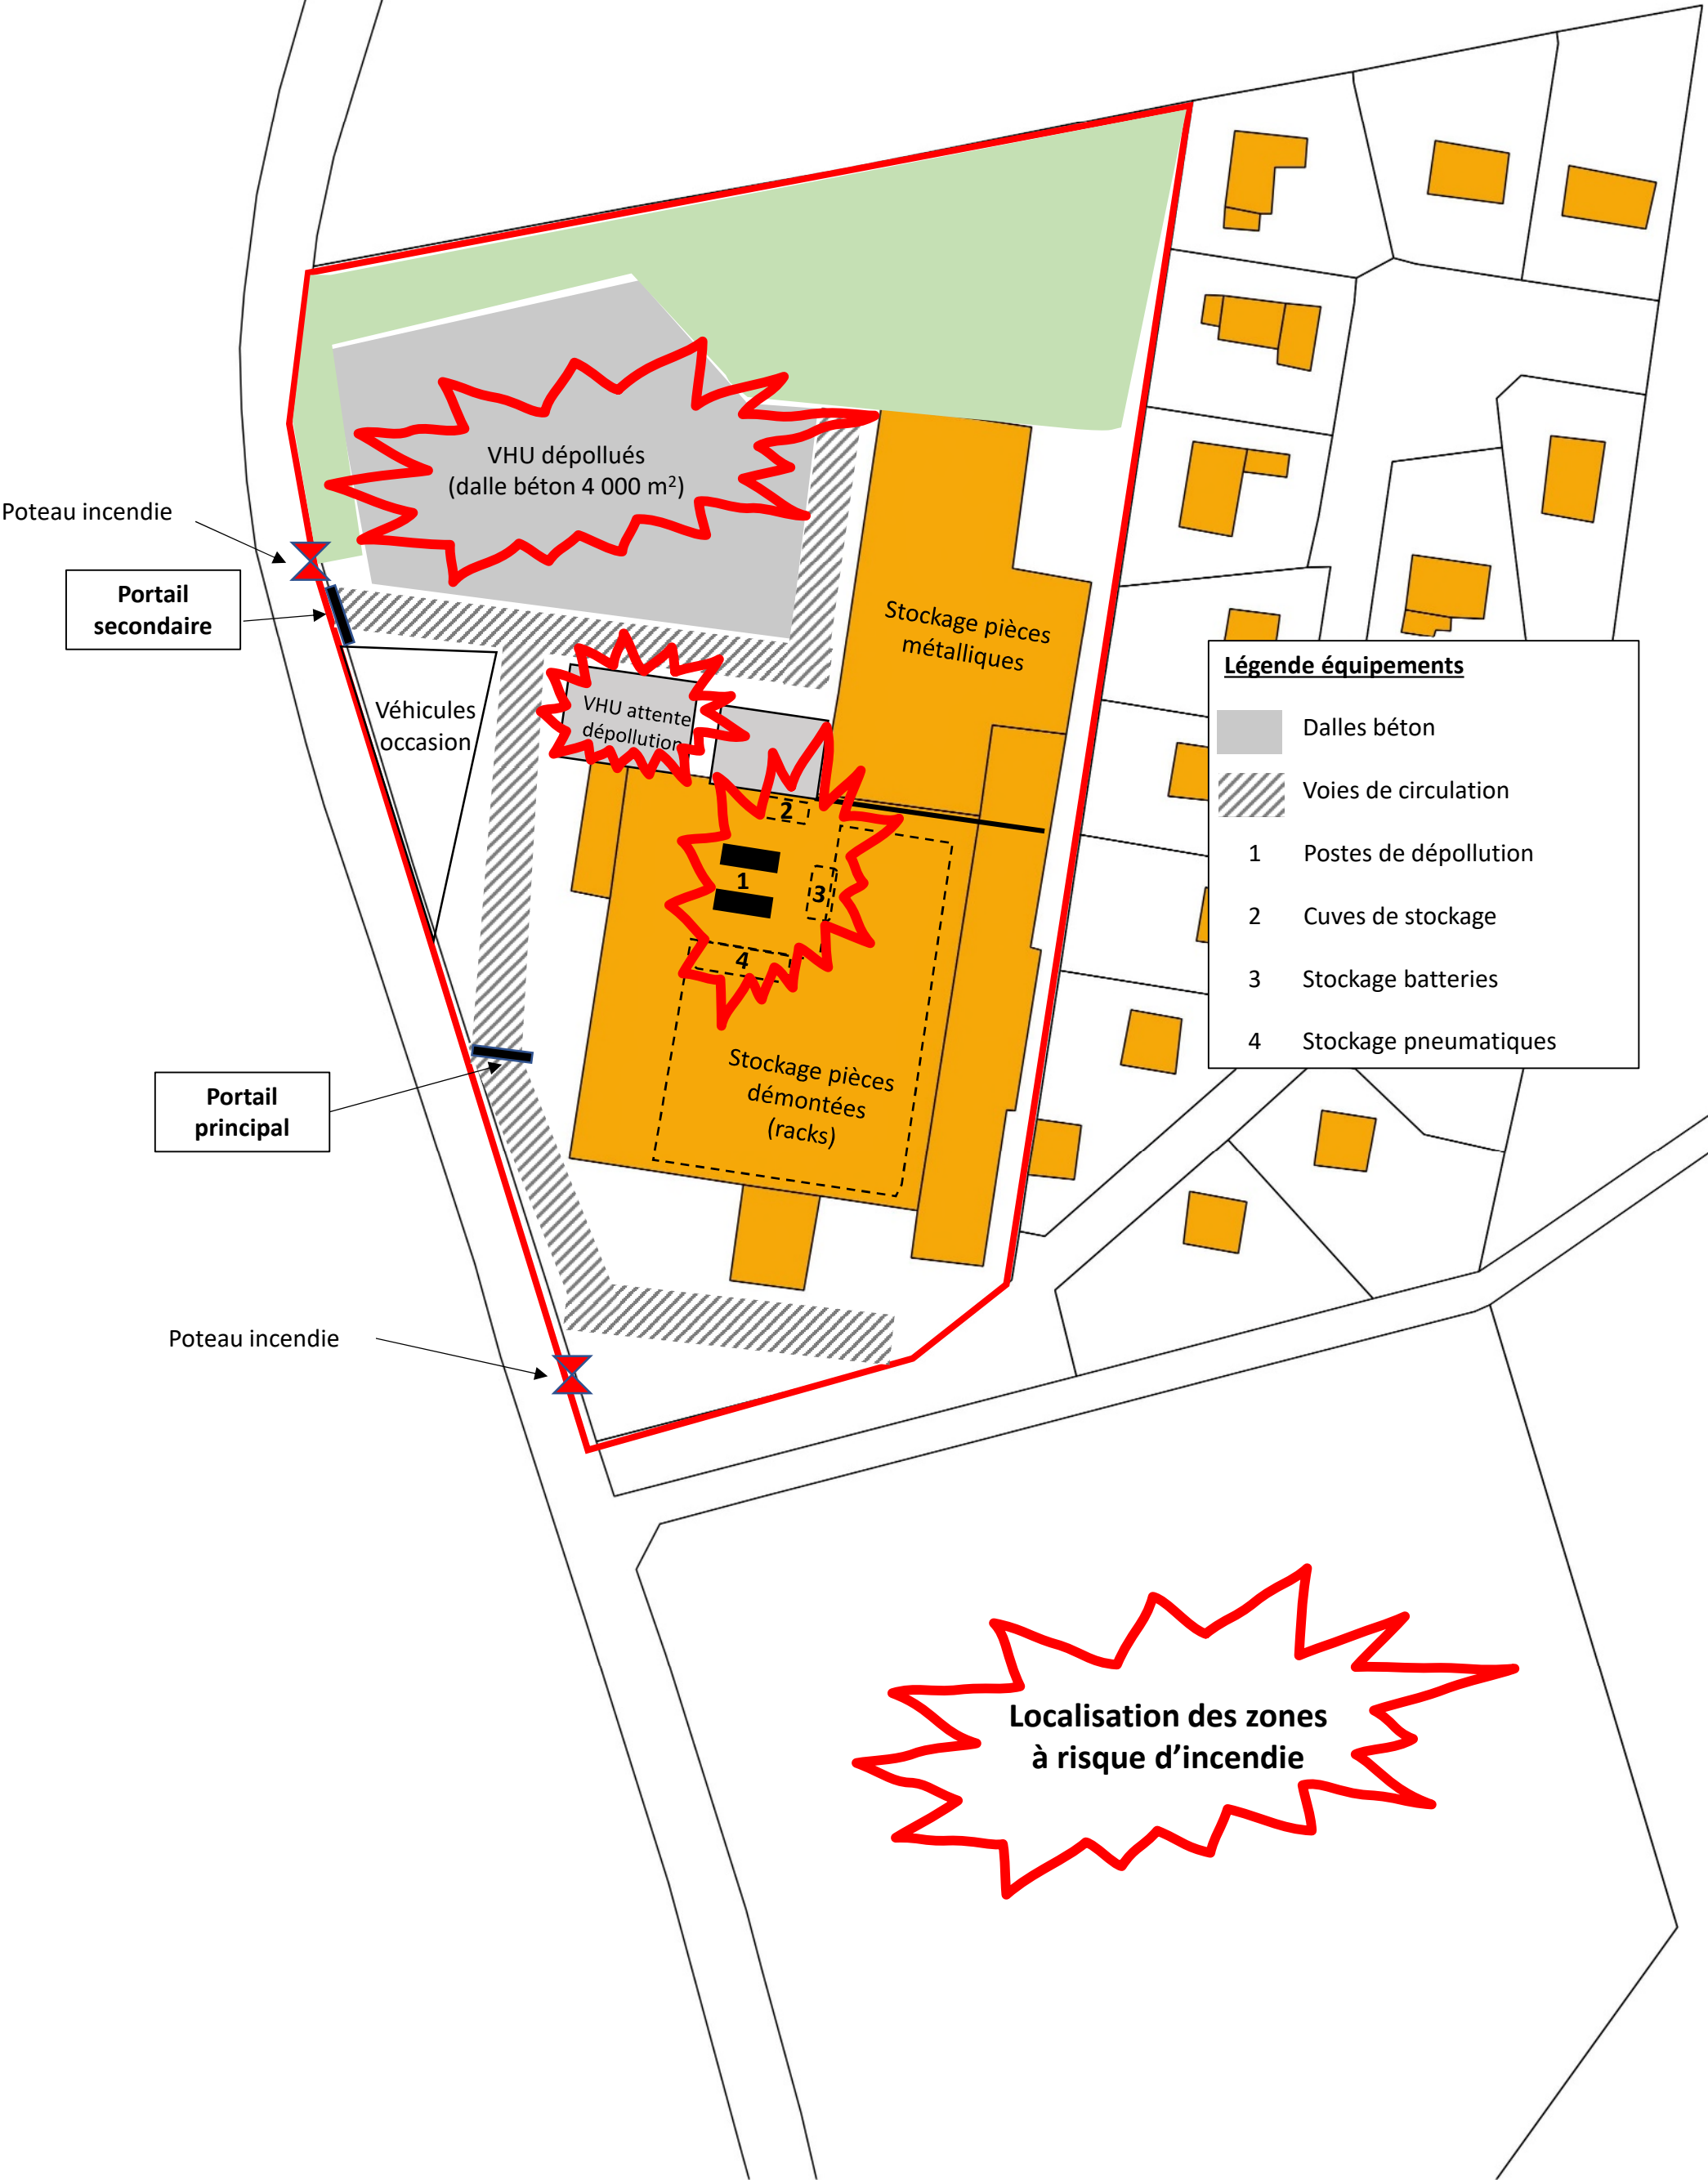 VHU dépollués
(dalle béton 4 000 m²)
Poteau incendie
Portail
secondaire
Stockage pièces
métalliques
Véhicules
occasion
VHU attente
dépollution
2
1
3
4
Stockage pièces
démontées
(racks)
Portail
principal
Poteau incendie
Légende équipements
Dalles béton
Voies de circulation
1 Postes de dépollution
2 Cuves de stockage
3 Stockage batteries
4 Stockage pneumatiques
Localisation des zones
à risque d’incendie